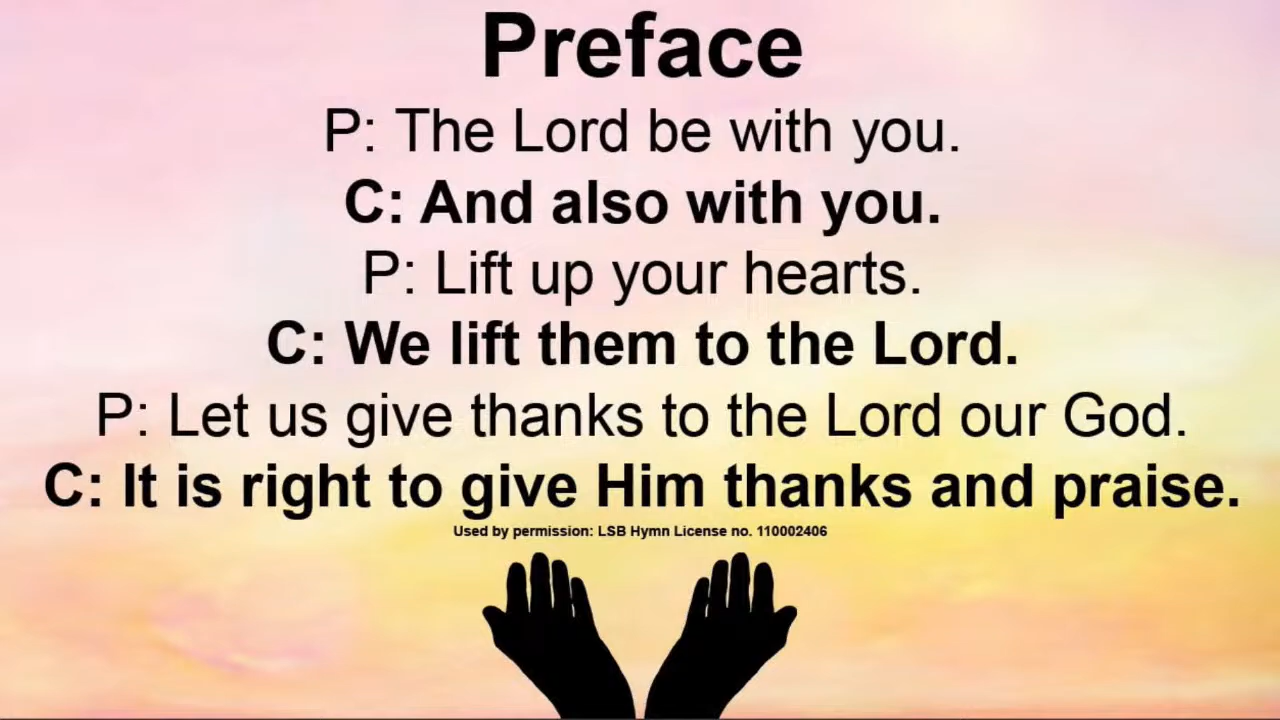 Preface
P: The Lord be with you.
C: And also with you.
P: Lift up your hearts.
C: We lift them to the Lord.
P: Let us give thanks to the Lord our God.
C: It is right to give Him thanks and praise.
Used by permission: LSB Hymn License no. 110002406